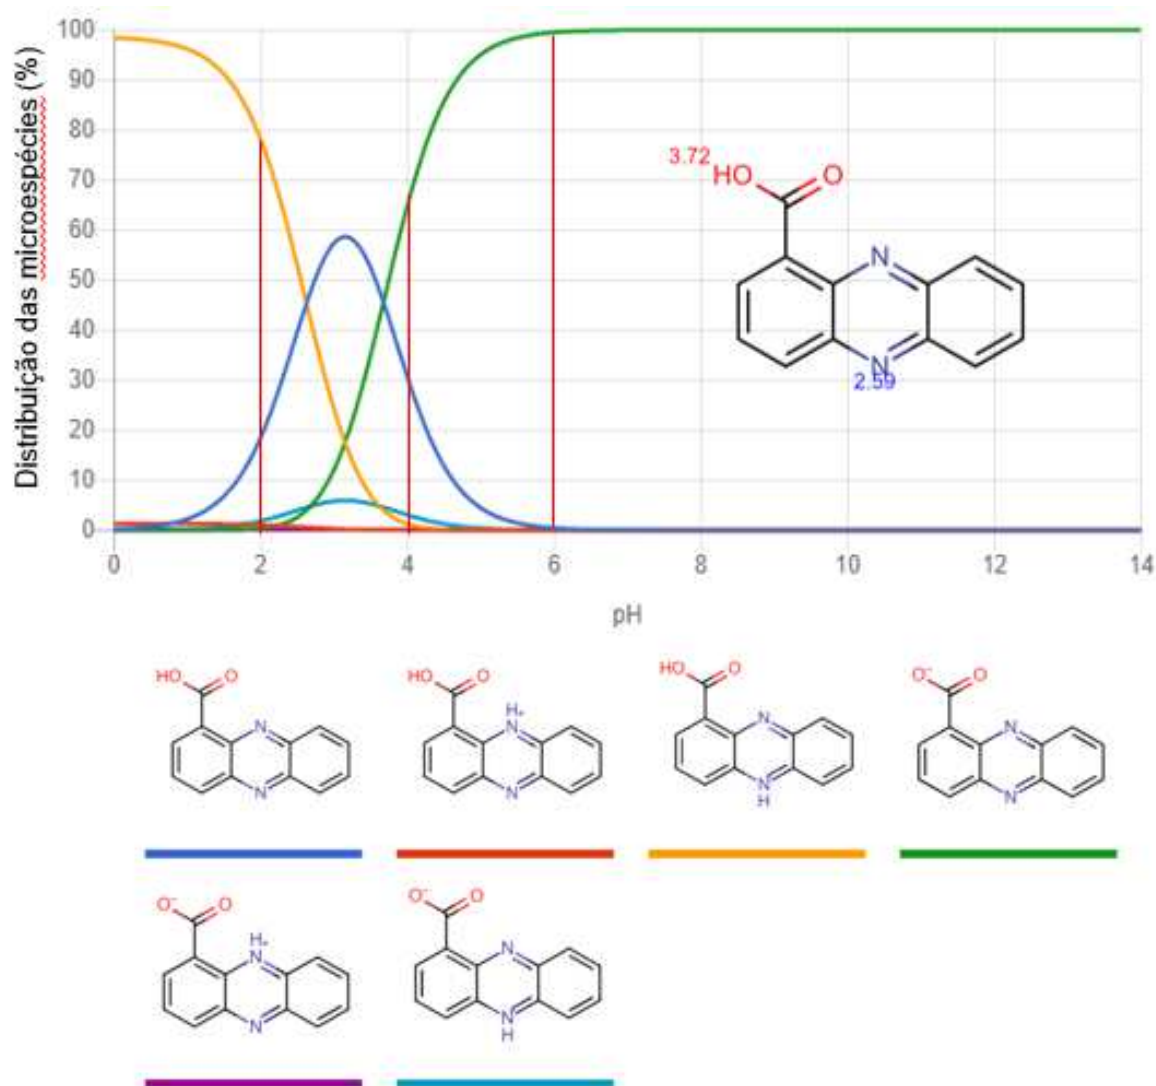 Distribuição das microespécies (%)
100
90
80
70
60
50
40
30
20
10
0
0 2 4 6 8 10 12 14
pH
3.72
HO O
N
N
2.59
HO O
N
N
HO O
H+
N
N
HO O
N
N+
H
O- O
N
N
O- O
H+
N
N
O- O
N
N+
H